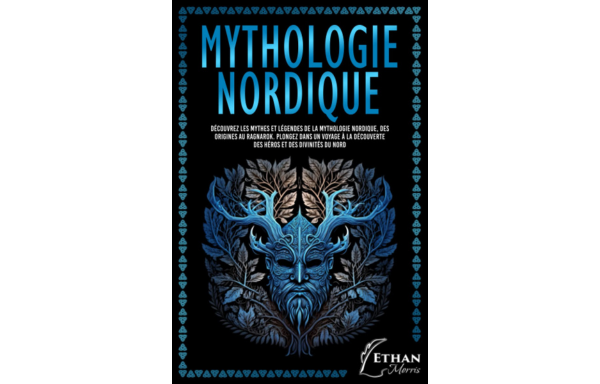 MYTHOLOGIE
NORDIQUE
DÉCOUVREZ LES MYTHES ET LÉGENDES DE LA MYTHOLOGIE NORDIQUE, DES
ORIGINES AU RAGNAROK. PLONGEZ DANS UN VOYAGE À LA DÉCOUVERTE
DES HÉROS ET DES DIVINITÉS DU NORD
ETHAN
Morris